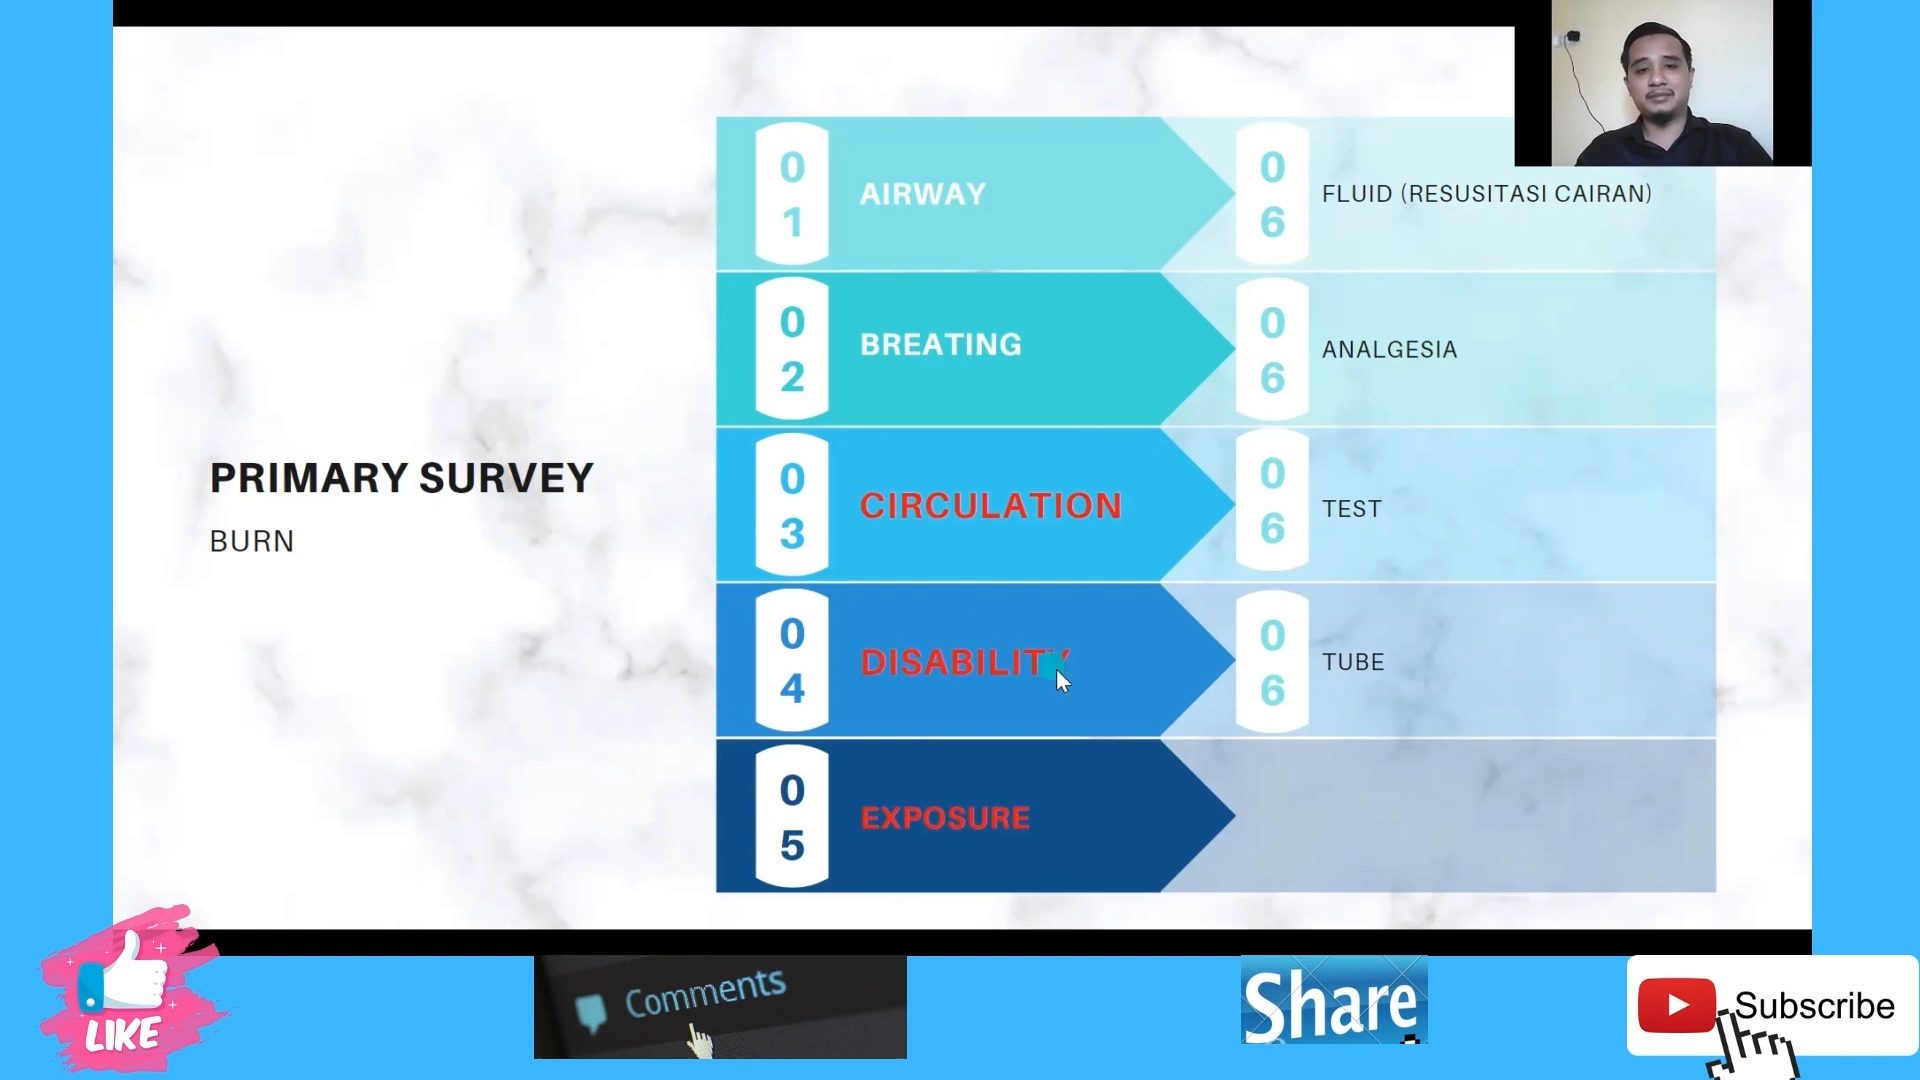 PRIMARY SURVEY
BURN
0
1
AIRWAY
0
6
FLUID (RESUSITASI CAIRAN)
0
2
BREATING
0
6
ANALGESIA
0
3
CIRCULATION
0
6
TEST
0
4
DISABILITY
0
6
TUBE
0
5
EXPOSURE
LIKE
Comments
Share
Subscribe